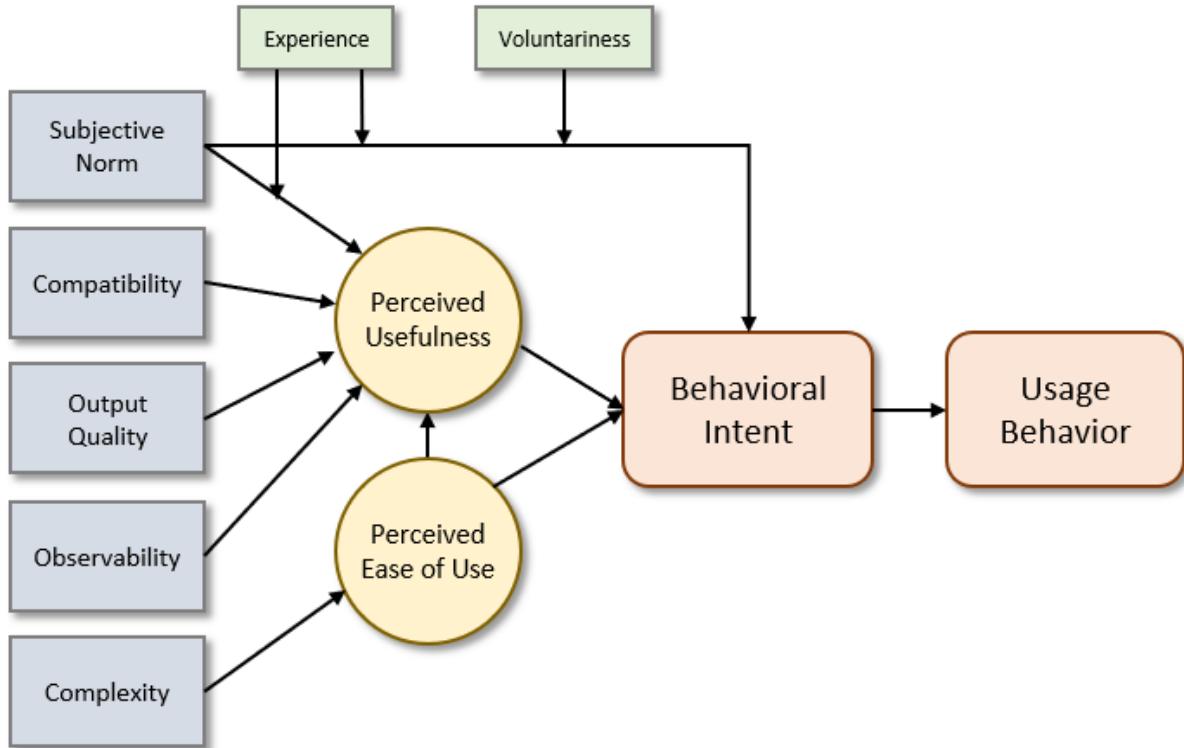 Experience
Voluntariness
Subjective
Norm
Compatibility
Perceived
Usefulness
Output
Quality
Behavioral
Intent
Usage
Behavior
Observability
Perceived
Ease of Use
Complexity